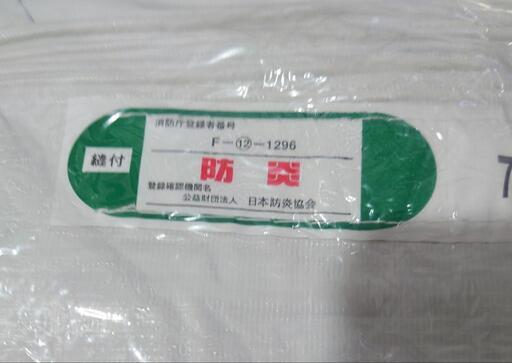 消防庁登録者番号
F-⑫-1296
縫付
防炎
登録確認機関名
公益財団法人 日本防炎協会
7